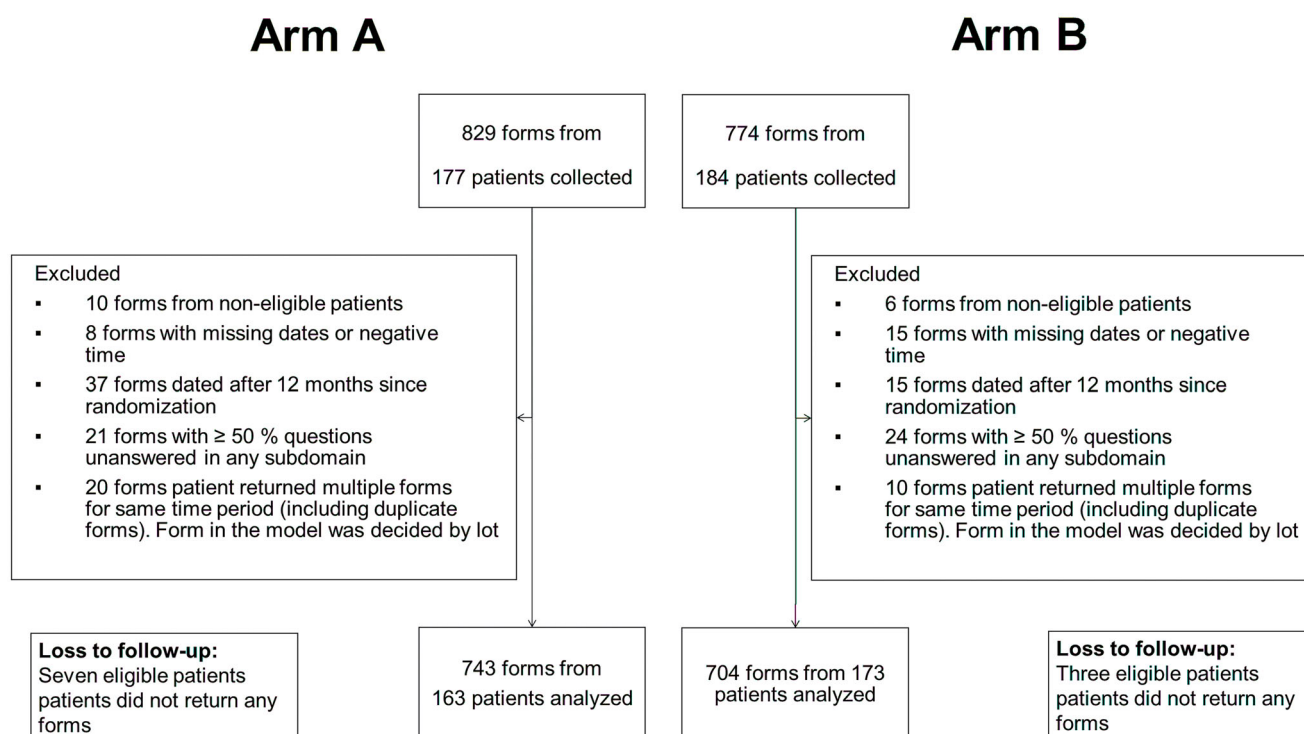 Arm A
Arm B
829 forms from
177 patients collected
774 forms from
184 patients collected
Excluded
▪ 10 forms from non-eligible patients
▪ 8 forms with missing dates or negative
time
▪ 37 forms dated after 12 months since
randomization
▪ 21 forms with ≥ 50 % questions
unanswered in any subdomain
▪ 20 forms patient returned multiple forms
for same time period (including duplicate
forms). Form in the model was decided by lot
Excluded
▪ 6 forms from non-eligible patients
▪ 15 forms with missing dates or negative
time
▪ 15 forms dated after 12 months since
randomization
▪ 24 forms with ≥ 50 % questions
unanswered in any subdomain
▪ 10 forms patient returned multiple forms
for same time period (including duplicate
forms). Form in the model was decided by lot
Loss to follow-up:
Seven eligible patients
patients did not return any
forms
743 forms from
163 patients analyzed
704 forms from 173
patients analyzed
Loss to follow-up:
Three eligible patients
patients did not return any
forms